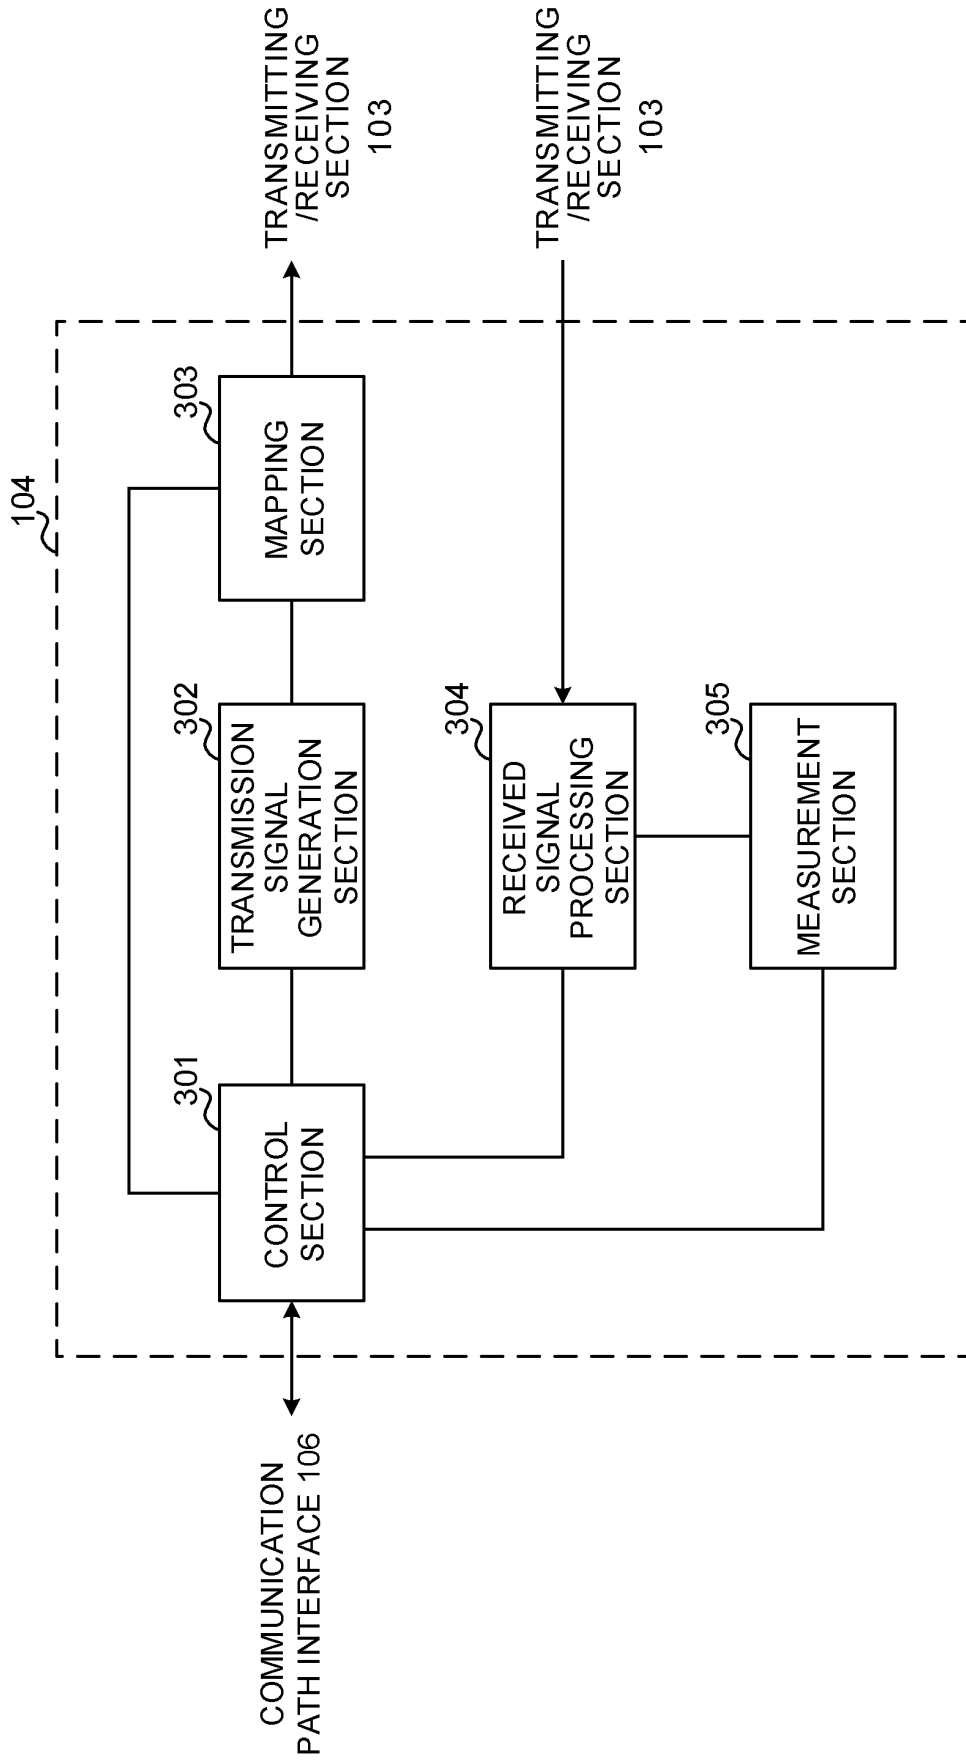 104
COMMUNICATION
PATH INTERFACE 106
301
CONTROL
SECTION
302
TRANSMISSION
SIGNAL
GENERATION
SECTION
303
MAPPING
SECTION
TRANSMITTING
/RECEIVING
SECTION
103
304
RECEIVED
SIGNAL
PROCESSING
SECTION
TRANSMITTING
/RECEIVING
SECTION
103
305
MEASUREMENT
SECTION